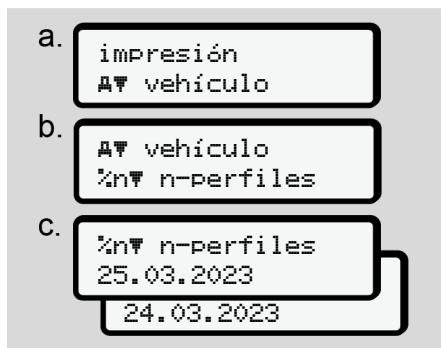 a.
impresión
A▼ vehículo
b.
A▼ vehículo
%n▼ n-perfiles
c.
%n▼ n-perfiles
25.03.2023
24.03.2023